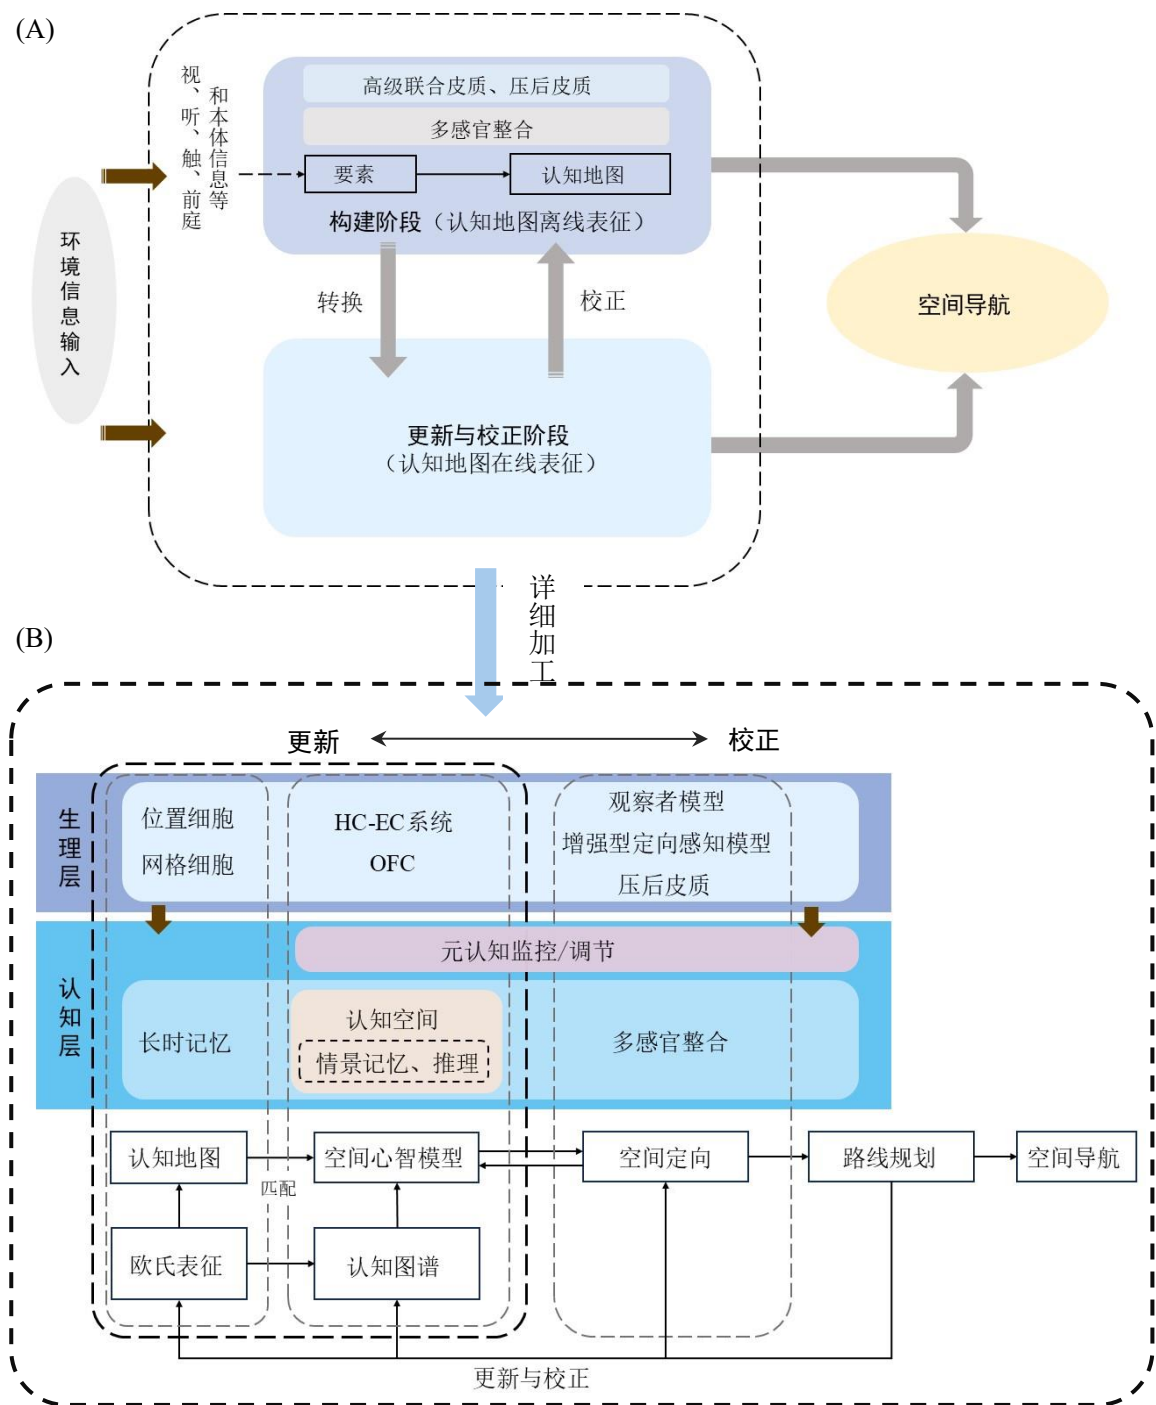 (A)
视、听、触、前庭
和本体信息等
高级联合皮质、压后皮质
多感官整合
要素
认知地图
构建阶段（认知地图离线表征）
环境信息输入
转换
校正
空间导航
更新与校正阶段
（认知地图在线表征）
详细加工
(B)
更新
校正
生理层
位置细胞
网格细胞
HC-EC系统
OFC
观察者模型
增强型定向感知模型
压后皮质
认知层
元认知监控/调节
长时记忆
认知空间
情景记忆、推理
多感官整合
认知地图
空间心智模型
空间定向
路线规划
空间导航
匹配
欧氏表征
认知图谱
更新与校正